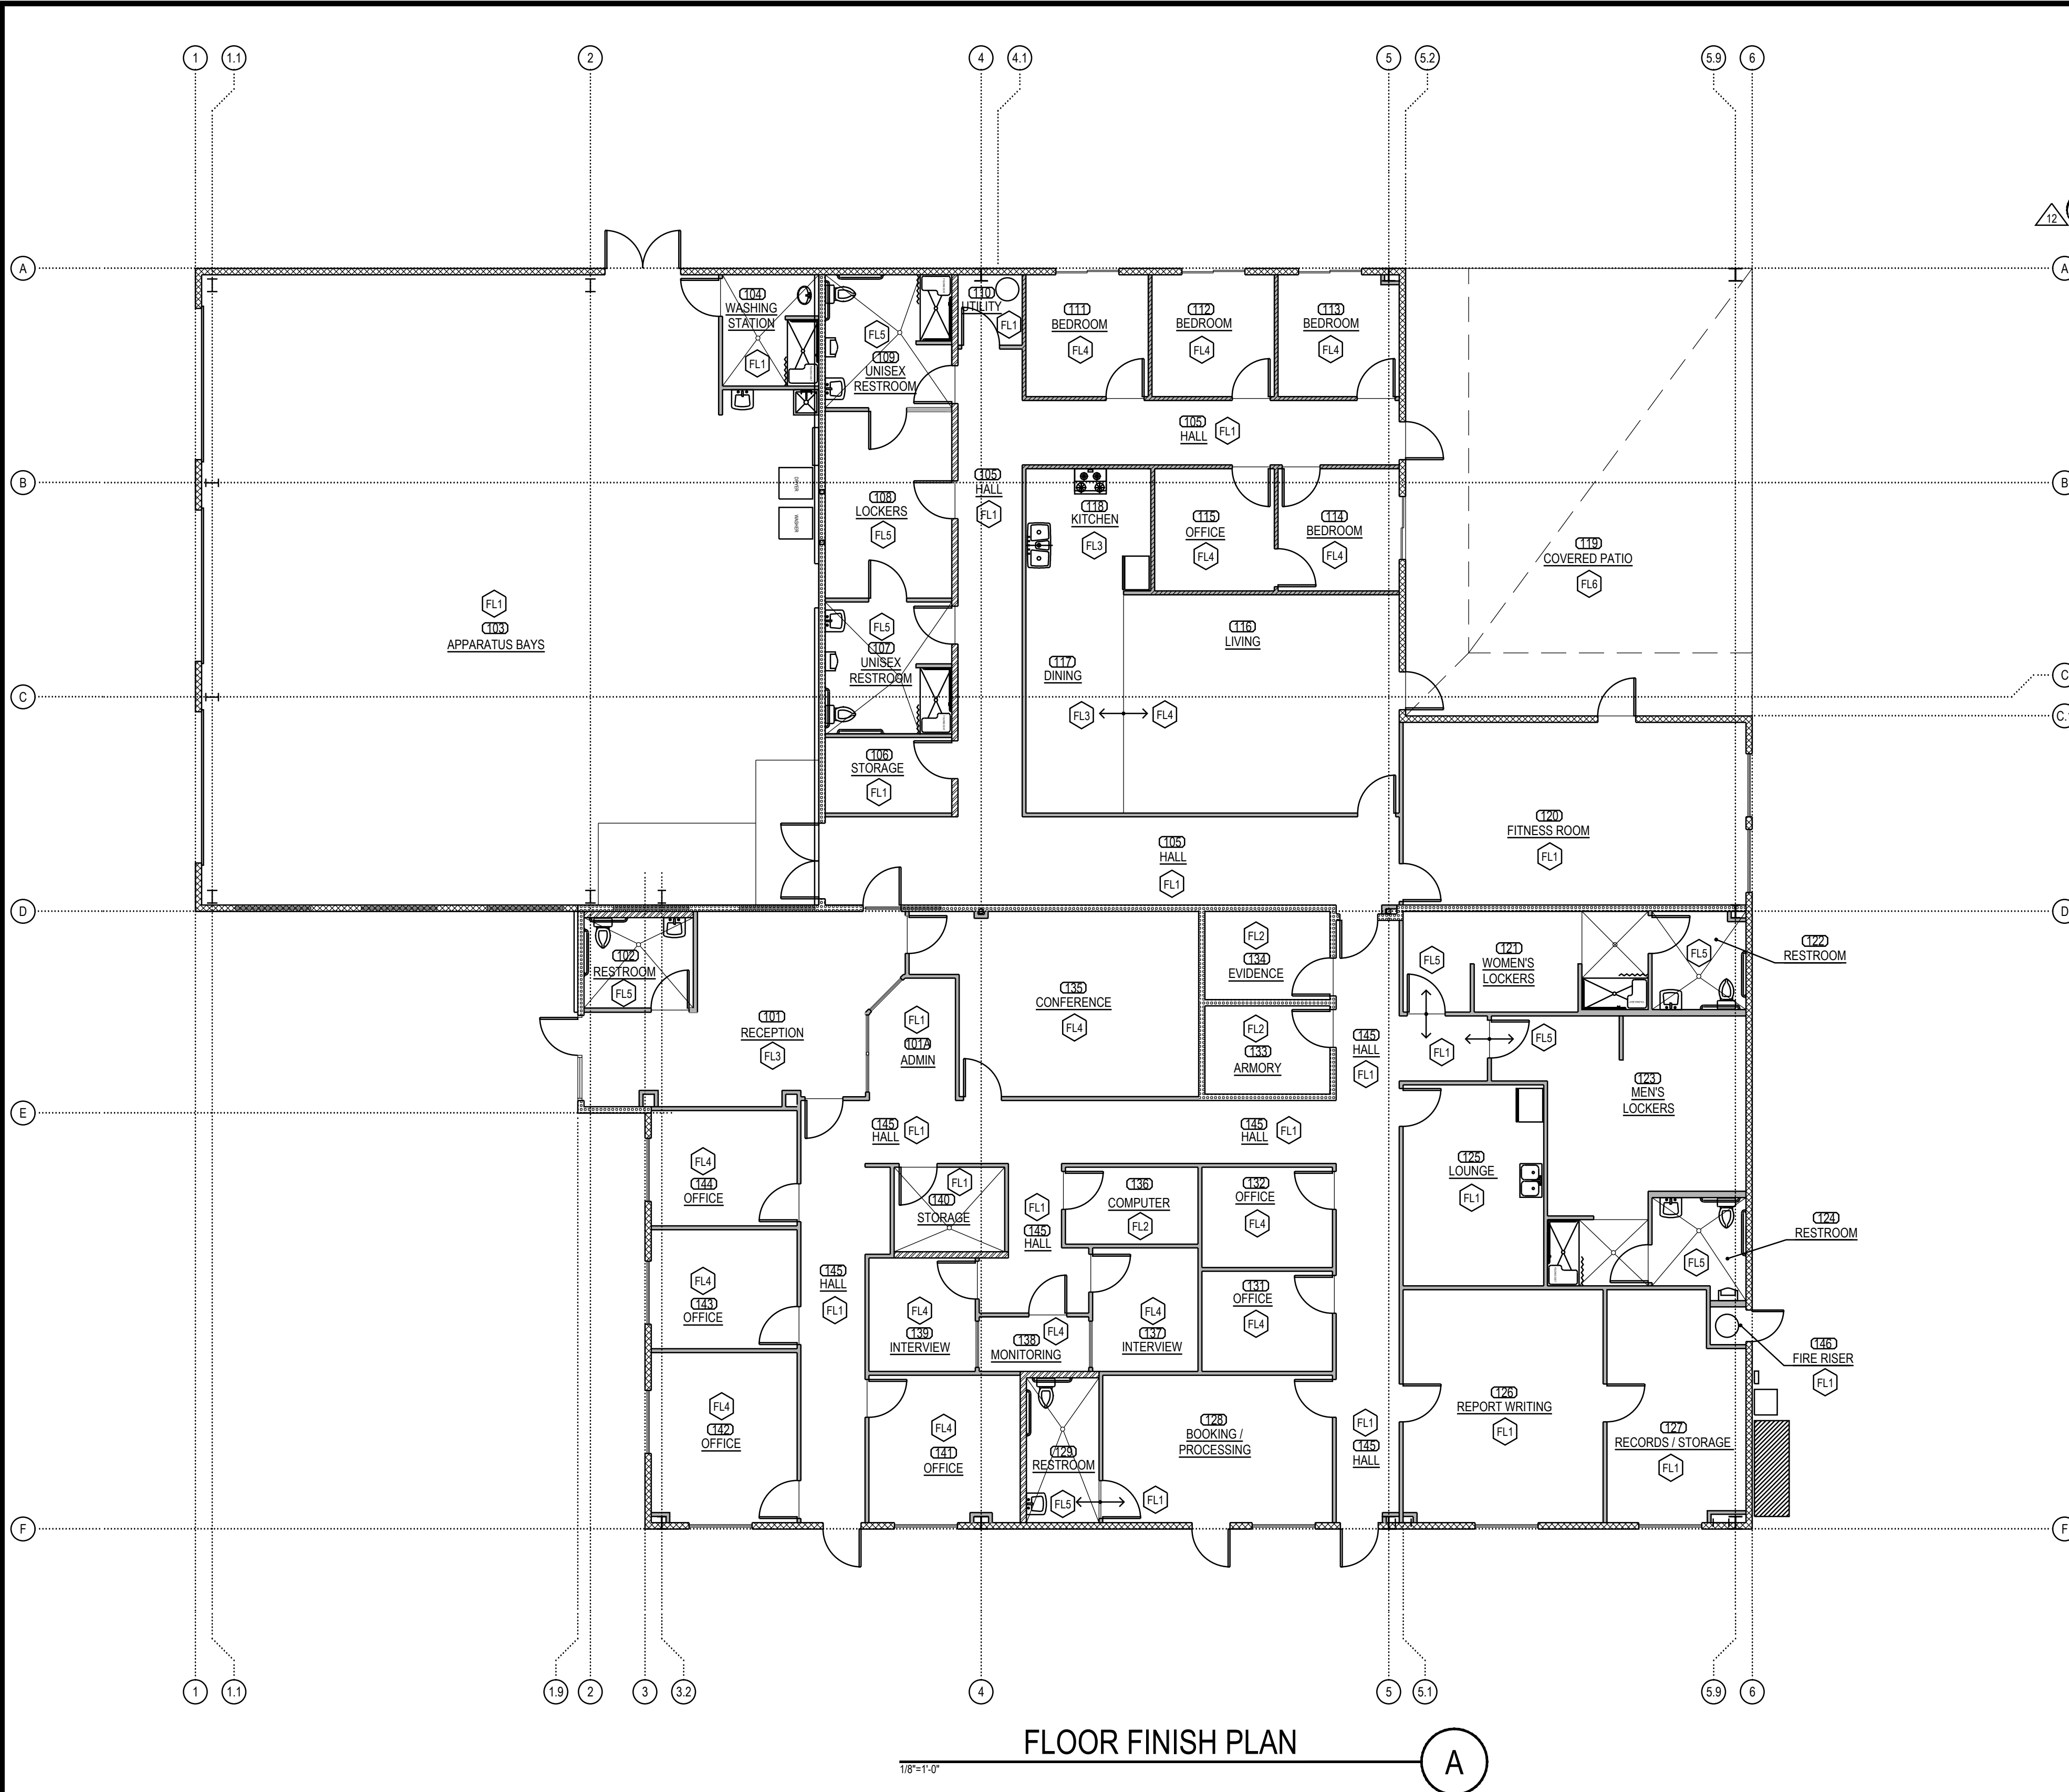 1
1.1
2
4
4.1
5
5.2
5.9
6
12
A
A
104
WASHING
STATION
FL1
FL5
109
UNISEX
RESTROOM
110
UTILITY
FL1
111
BEDROOM
FL4
112
BEDROOM
FL4
113
BEDROOM
FL4
105
HALL
FL1
B
B
DRYER
WASHER
108
LOCKERS
FL5
105
HALL
FL1
118
KITCHEN
FL3
115
OFFICE
FL4
114
BEDROOM
FL4
119
COVERED PATIO
FL6
FL1
103
APPARATUS BAYS
FL5
107
UNISEX
RESTROOM
116
LIVING
117
DINING
FL3
FL4
C
C
C.
106
STORAGE
FL1
120
FITNESS ROOM
FL1
105
HALL
FL1
D
D
102
RESTROOM
FL5
101
RECEPTION
FL3
FL1
101A
ADMIN
135
CONFERENCE
FL4
FL2
134
EVIDENCE
FL2
133
ARMORY
145
HALL
FL1
FL5
121
WOMEN'S
LOCKERS
FL5
122
RESTROOM
FL1
FL5
123
MEN'S
LOCKERS
E
145
HALL
FL1
145
HALL
FL1
FL4
144
OFFICE
FL1
140
STORAGE
FL1
145
HALL
136
COMPUTER
FL2
132
OFFICE
FL4
125
LOUNGE
FL1
124
RESTROOM
FL5
FL4
143
OFFICE
145
HALL
FL1
FL4
139
INTERVIEW
FL4
138
MONITORING
FL4
137
INTERVIEW
131
OFFICE
FL4
146
FIRE RISER
FL1
FL4
142
OFFICE
FL4
141
OFFICE
129
RESTROOM
FL5
FL1
128
BOOKING /
PROCESSING
FL1
145
HALL
126
REPORT WRITING
FL1
127
RECORDS / STORAGE
FL1
F
F
1
1.1
1.9
2
3
3.2
4
5
5.1
5.9
6
FLOOR FINISH PLAN
A
1/8"=1'-0"